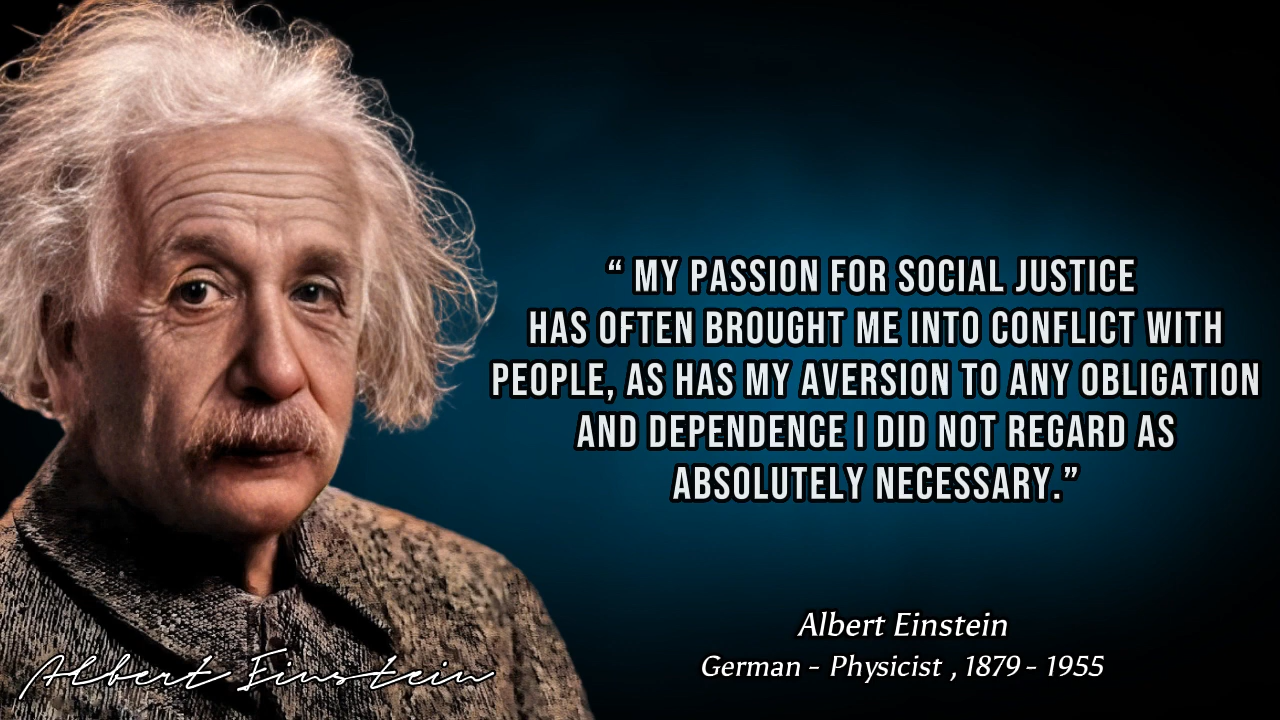 “ MY PASSION FOR SOCIAL JUSTICE
HAS OFTEN BROUGHT ME INTO CONFLICT WITH
PEOPLE, AS HAS MY AVERSION TO ANY OBLIGATION
AND DEPENDENCE I DID NOT REGARD AS
ABSOLUTELY NECESSARY.”
Albert Einstein
German - Physicist , 1879 - 1955
Albert Einstein